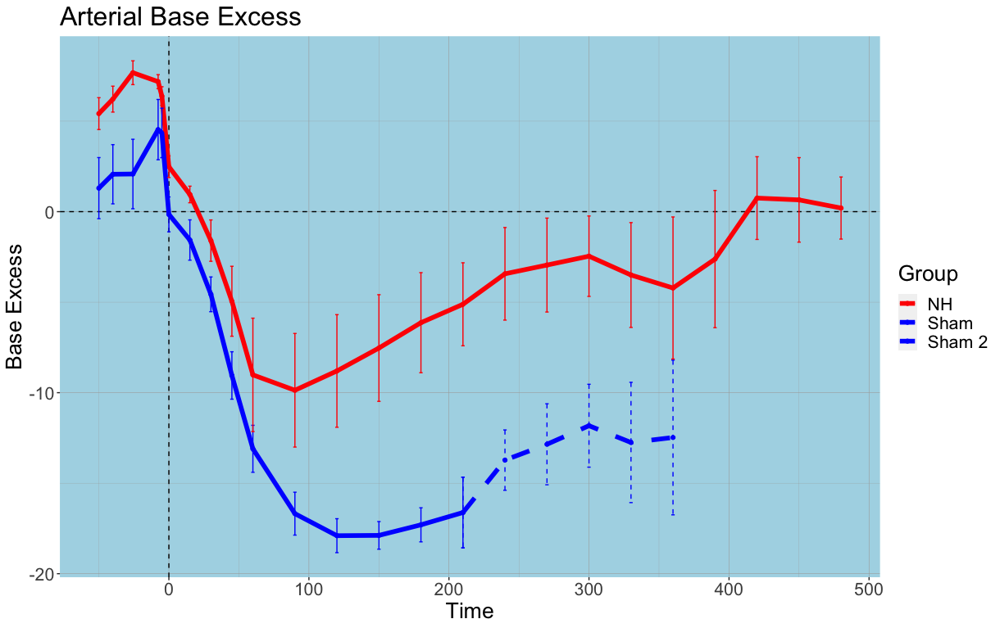 Arterial Base Excess
Base Excess
0
-10
-20
0 100 200 300 400 500
Time
Group
NH
Sham
Sham 2